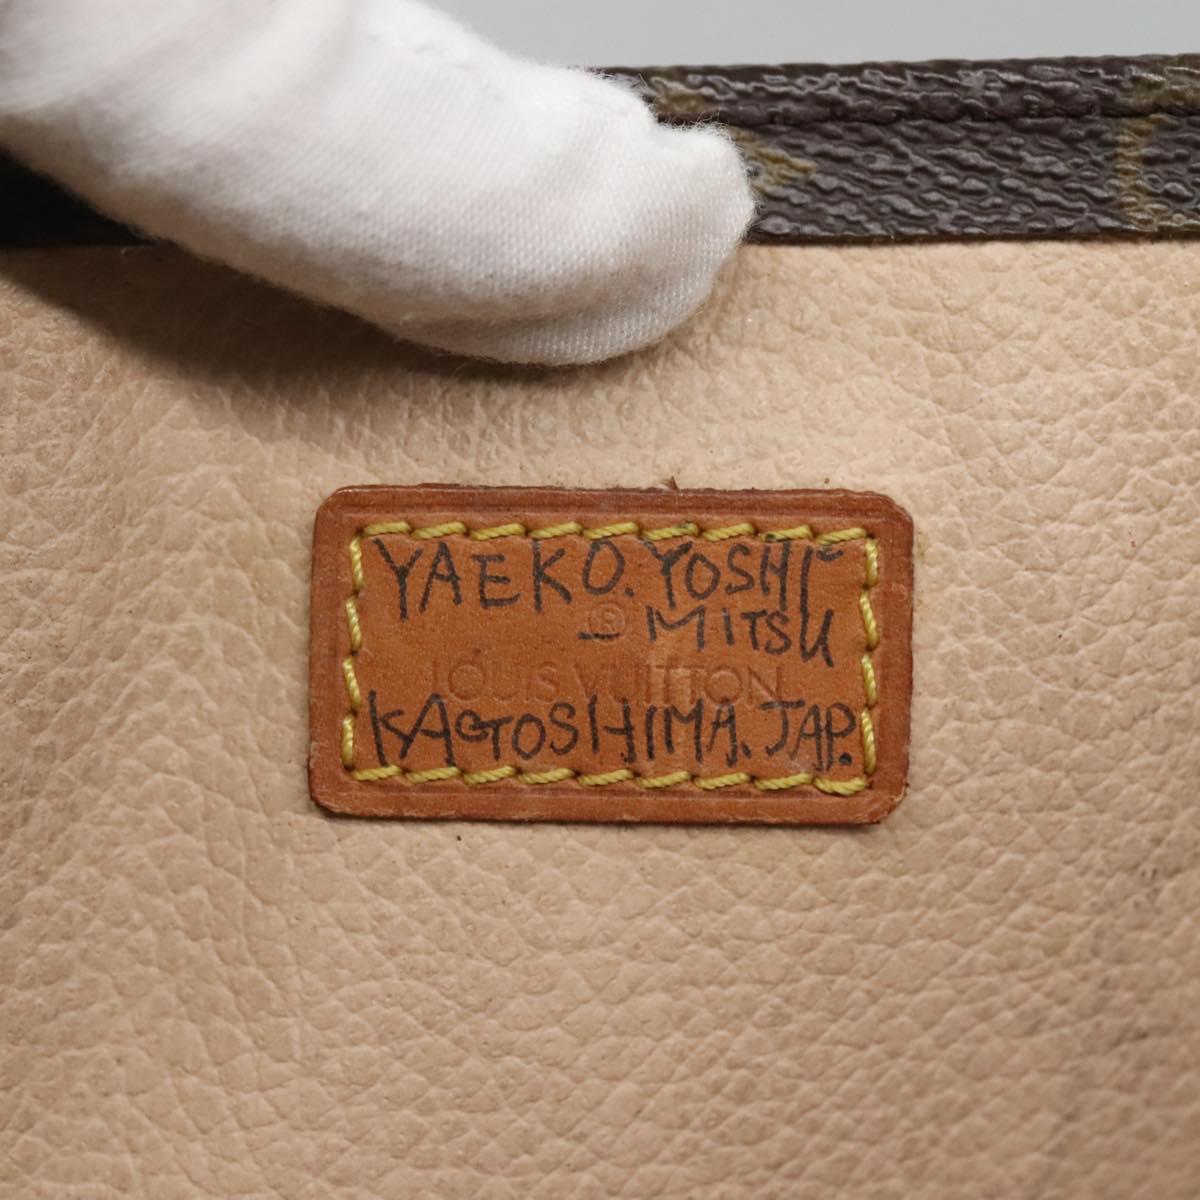 YAEKO.YOSHI
-MITSU
®
LOUIS VUITTON
KAGOSHIMA.JAP.